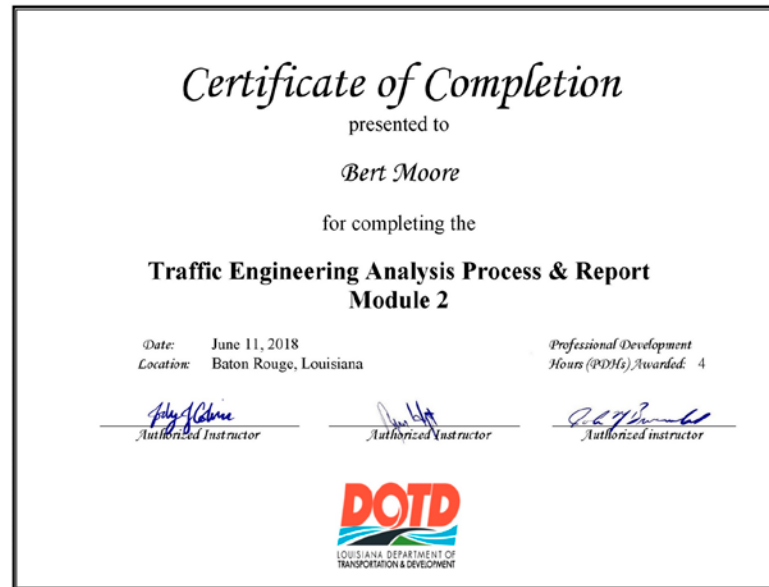 Certificate of Completion
presented to
Bert Moore
for completing the
Traffic Engineering Analysis Process & Report
Module 2
Date: June 11, 2018
Location: Baton Rouge, Louisiana
Professional Development
Hours (PDHs) Awarded: 4
Authorized Instructor
Authorized Instructor
Authorized instructor
DOTD
LOUISIANA DEPARTMENT OF
TRANSPORTATION & DEVELOPMENT